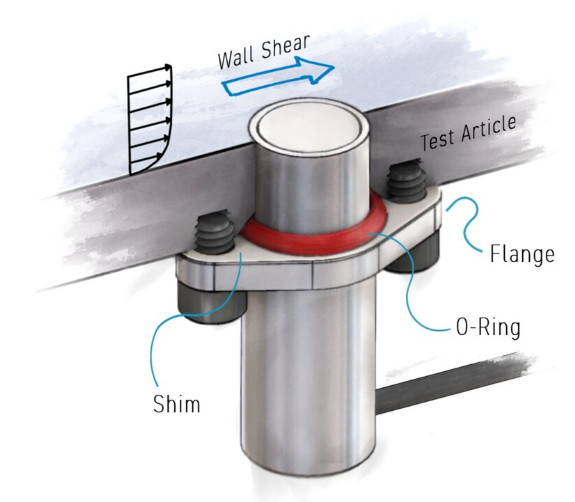 Wall Shear
Test Article
Flange
O-Ring
Shim